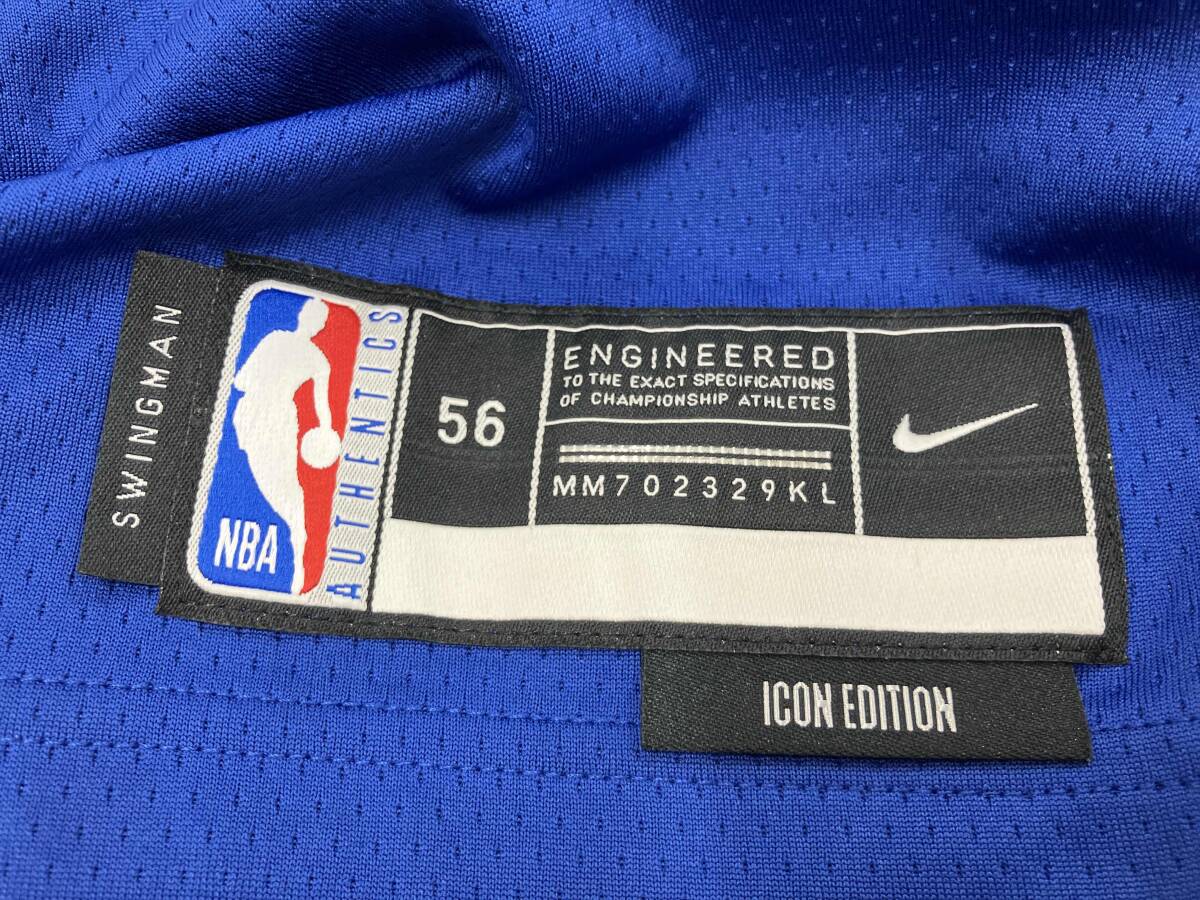 SWINGMAN
NBA
AUTHENTICS
56
ENGINEERED
TO THE EXACT SPECIFICATIONS
OF CHAMPIONSHIP ATHLETES
MM702329KL
ICON EDITION